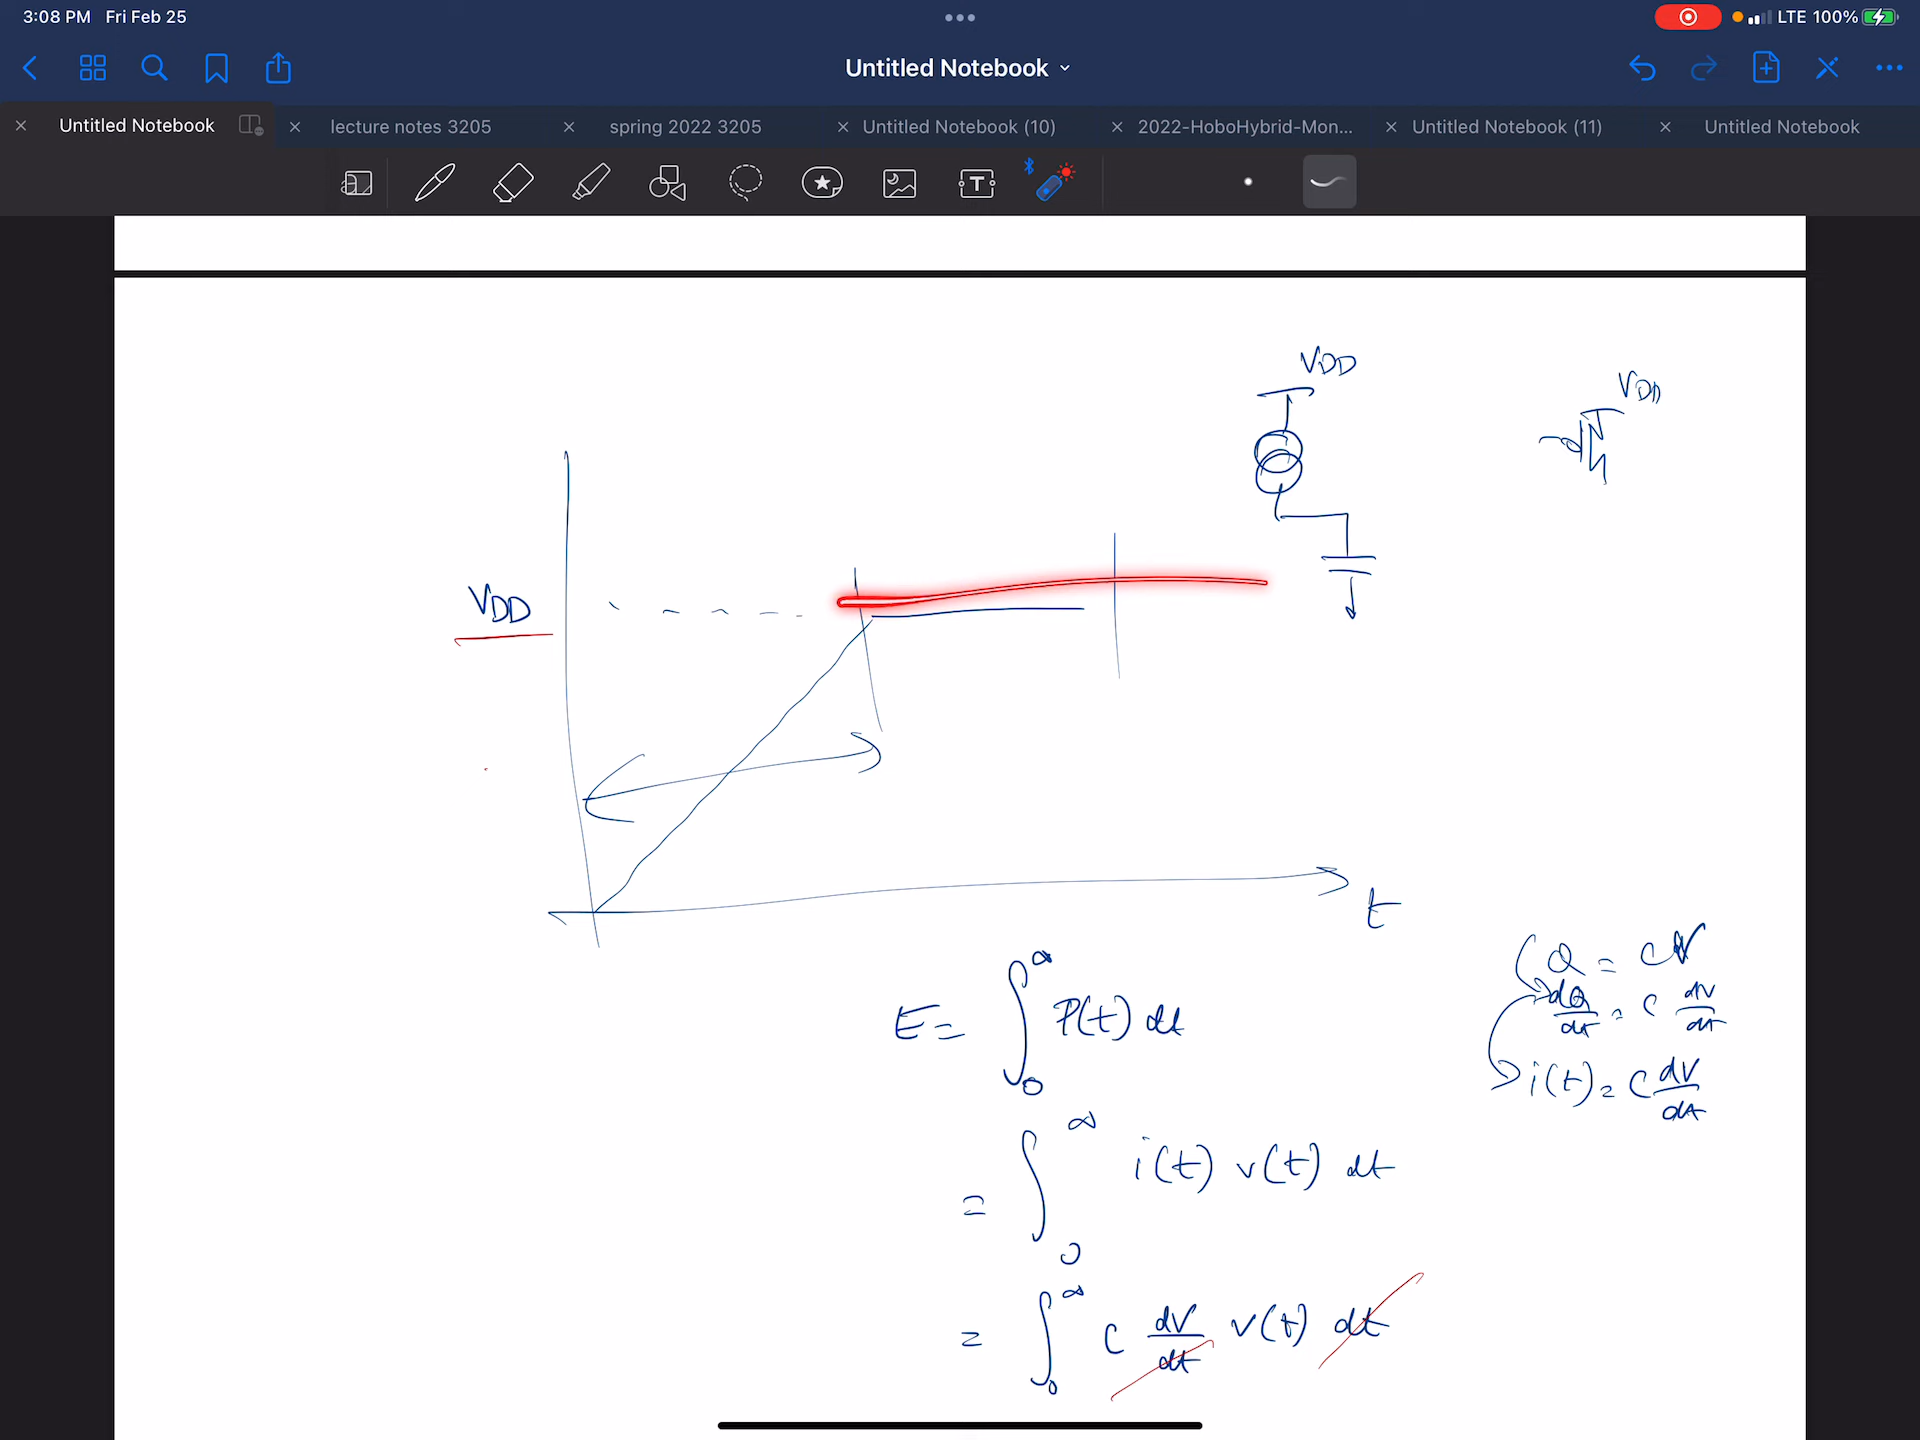 3:08 PM Fri Feb 25
LTE 100%
Untitled Notebook
Untitled Notebook
lecture notes 3205
spring 2022 3205
Untitled Notebook (10)
2022-HoboHybrid-Mon...
Untitled Notebook (11)
Untitled Notebook
T
VDD
VDD
VDD
t
Q = CV
dQ/dt = C dV/dt
i(t) = C dV/dt
E = ∫₀^∞ P(t) dt
= ∫₀^∞ i(t) v(t) dt
= ∫₀^∞ C dV/dt v(t) dt